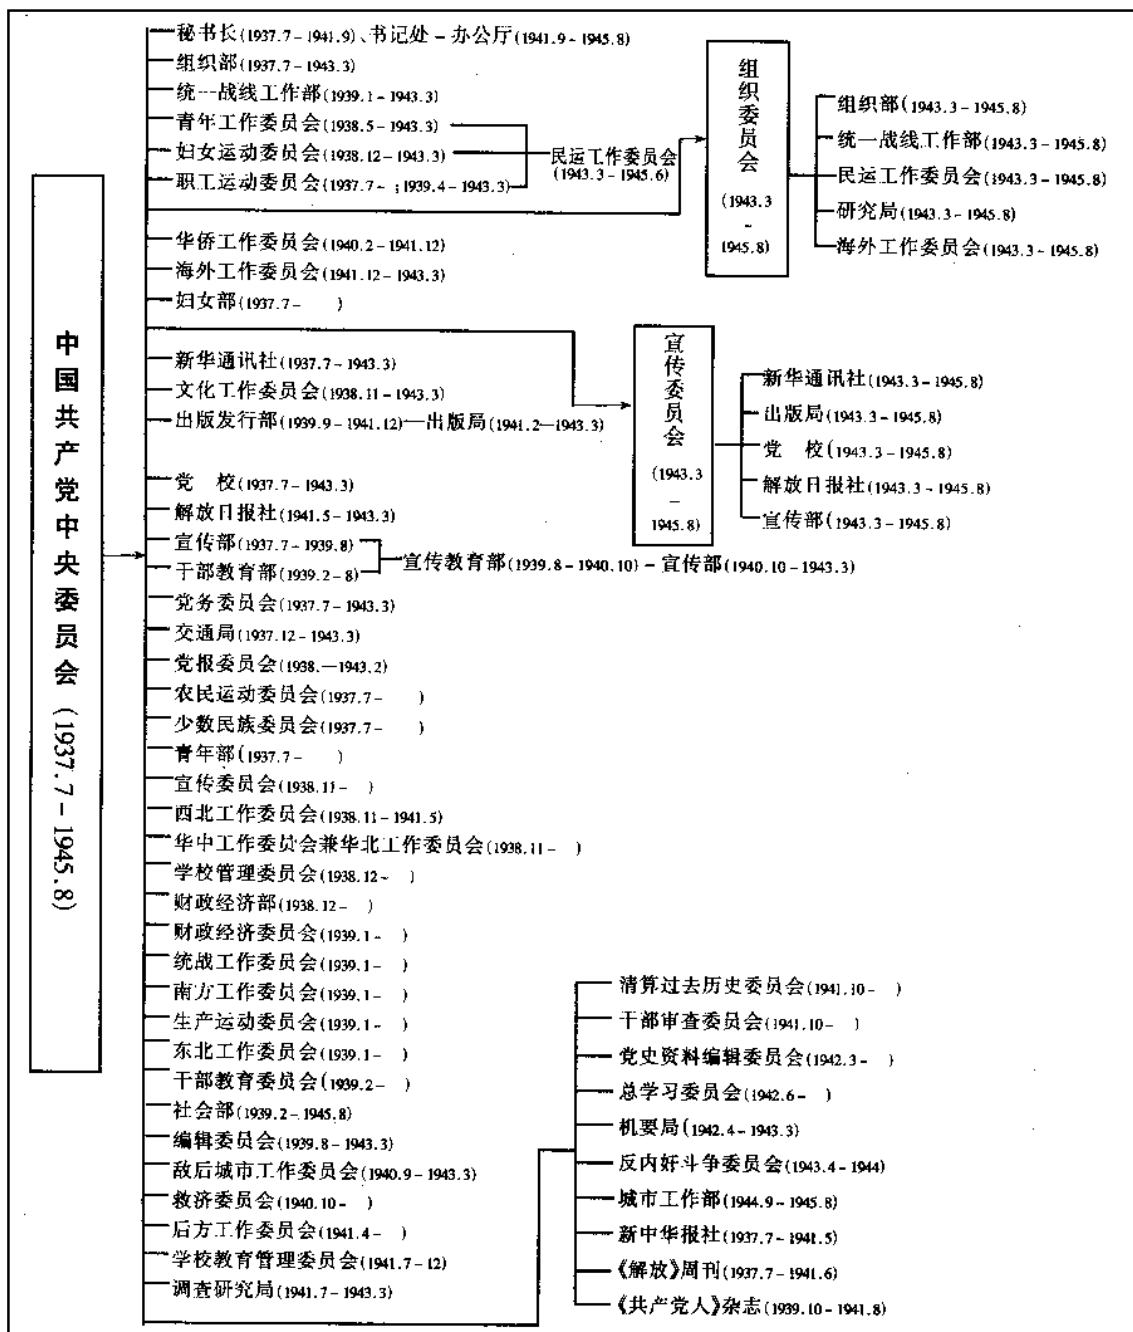 中国共产党中央委员会 (1937.7-1945.8)
秘书长(1937.7-1941.9)、书记处-办公厅(1941.9-1945.8)
组织部(1937.7-1943.3)
统一战线工作部(1939.1-1943.3)
青年工作委员会(1938.5-1943.3)
妇女运动委员会(1938.12-1943.3)
职工运动委员会(1937.7- ;1939.4-1943.3)
民运工作委员会
(1943.3-1945.6)
组织委员会
(1943.3
-
1945.8)
组织部(1943.3-1945.8)
统一战线工作部(1943.3-1945.8)
民运工作委员会(1943.3-1945.8)
研究局(1943.3-1945.8)
海外工作委员会(1943.3-1945.8)
华侨工作委员会(1940.2-1941.12)
海外工作委员会(1941.12-1943.3)
妇女部(1937.7- )
新华通讯社(1937.7-1943.3)
文化工作委员会(1938.11-1943.3)
出版发行部(1939.9-1941.12)—出版局(1941.2—1943.3)
宣传委员会
(1943.3
-
1945.8)
新华通讯社(1943.3-1945.8)
出版局(1943.3-1945.8)
党 校(1943.3-1945.8)
解放日报社(1943.3-1945.8)
宣传部(1943.3-1945.8)
党 校(1937.7-1943.3)
解放日报社(1941.5-1943.3)
宣传部(1937.7-1939.8)
干部教育部(1939.2-8)
宣传教育部(1939.8-1940.10)-宣传部(1940.10-1943.3)
党务委员会(1937.7-1943.3)
交通局(1937.12-1943.3)
党报委员会(1938.—1943.2)
农民运动委员会(1937.7- )
少数民族委员会(1937.7- )
青年部(1937.7- )
宣传委员会(1938.11- )
西北工作委员会(1938.11-1941.5)
华中工作委员会兼华北工作委员会(1938.11- )
学校管理委员会(1938.12- )
财政经济部(1938.12- )
财政经济委员会(1939.1- )
统战工作委员会(1939.1- )
南方工作委员会(1939.1- )
生产运动委员会(1939.1- )
东北工作委员会(1939.1- )
干部教育委员会(1939.2- )
社会部(1939.2-1945.8)
编辑委员会(1939.8-1943.3)
敌后城市工作委员会(1940.9-1943.3)
救济委员会(1940.10- )
后方工作委员会(1941.4- )
学校教育管理委员会(1941.7-12)
调查研究局(1941.7-1943.3)
清算过去历史委员会(1941.10- )
干部审查委员会(1941.10- )
党史资料编辑委员会(1942.3- )
总学习委员会(1942.6- )
机要局(1942.4-1943.3)
反内奸斗争委员会(1943.4-1944)
城市工作部(1944.9-1945.8)
新中华报社(1937.7-1941.5)
《解放》周刊(1937.7-1941.6)
《共产党人》杂志(1939.10-1941.8)